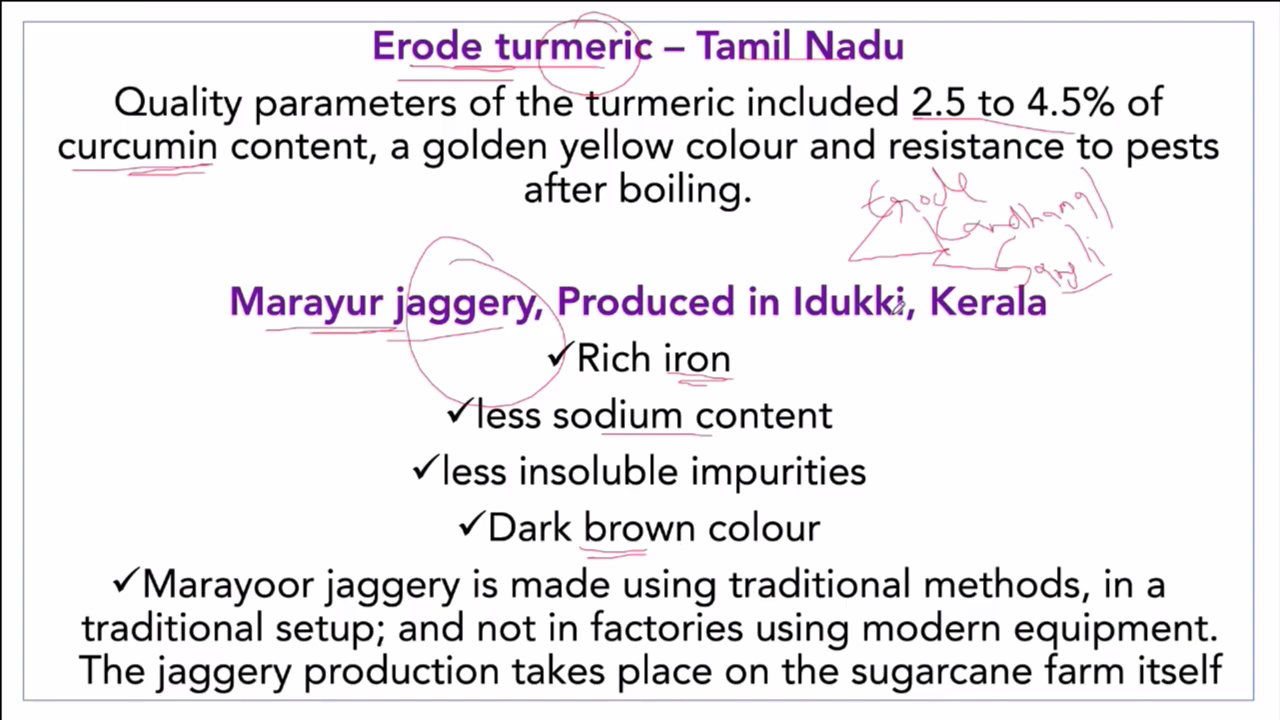 Erode turmeric – Tamil Nadu
Quality parameters of the turmeric included 2.5 to 4.5% of
curcumin content, a golden yellow colour and resistance to pests
after boiling.
Erode
Kandhamal
Sangli
Marayur jaggery, Produced in Idukki, Kerala
✓Rich iron
✓less sodium content
✓less insoluble impurities
✓Dark brown colour
✓Marayoor jaggery is made using traditional methods, in a
traditional setup; and not in factories using modern equipment.
The jaggery production takes place on the sugarcane farm itself